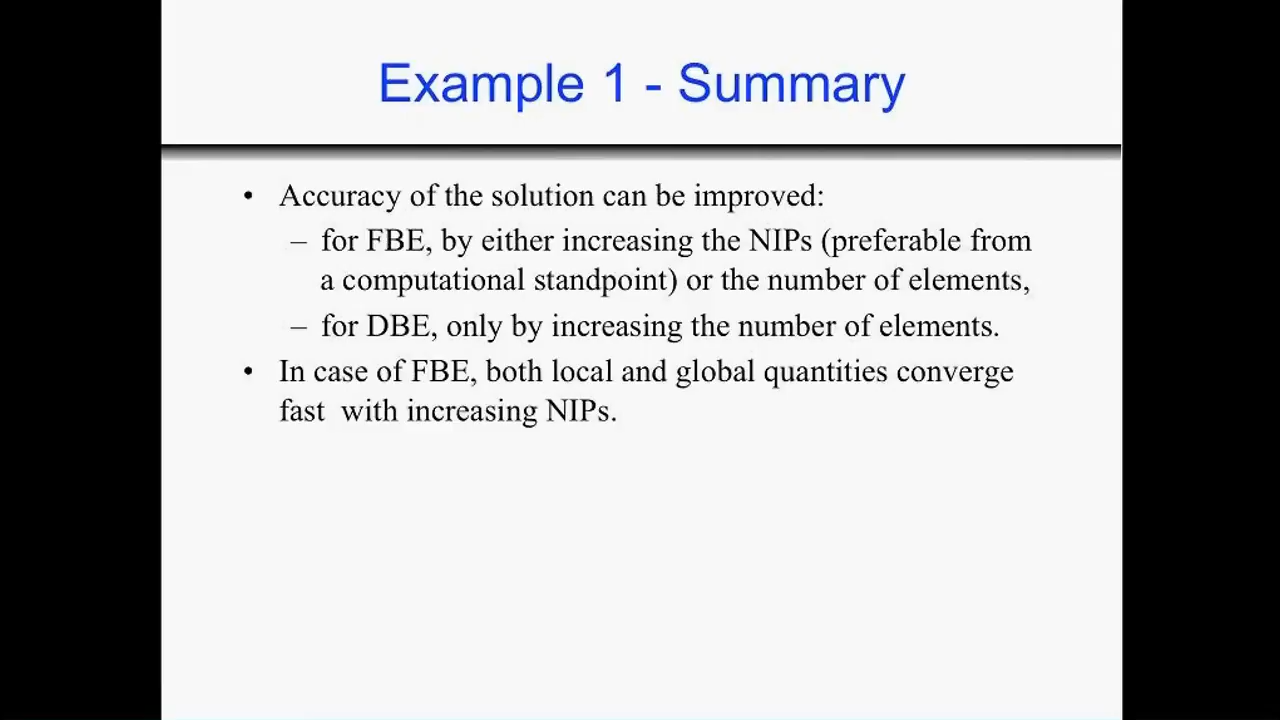 Example 1 - Summary
• Accuracy of the solution can be improved:
– for FBE, by either increasing the NIPs (preferable from
a computational standpoint) or the number of elements,
– for DBE, only by increasing the number of elements.
• In case of FBE, both local and global quantities converge
fast  with increasing NIPs.